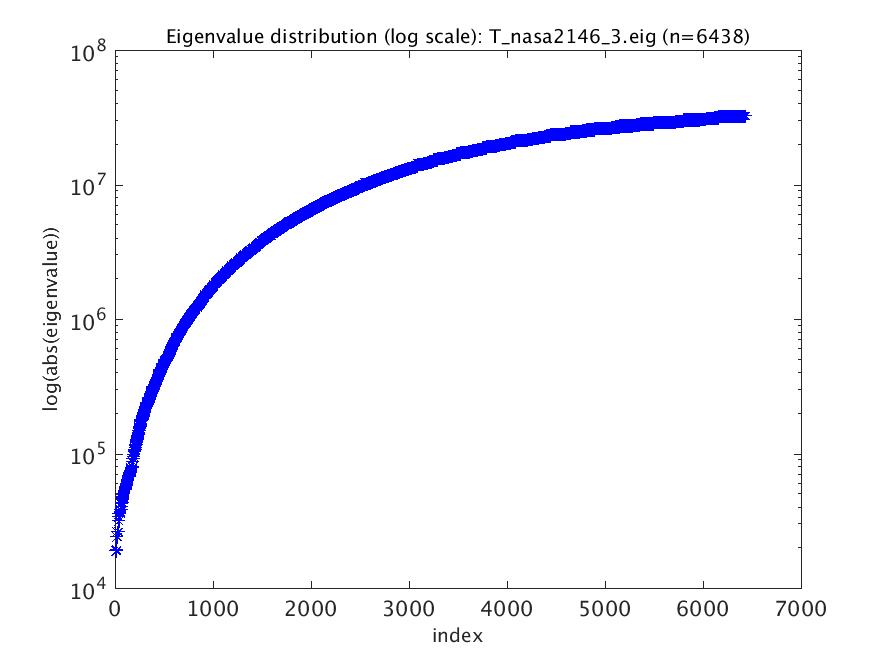 Eigenvalue distribution (log scale): T_nasa2146_3.eig (n=6438)
10^8
10^7
10^6
10^5
10^4
log(abs(eigenvalue))
0 1000 2000 3000 4000 5000 6000 7000
index